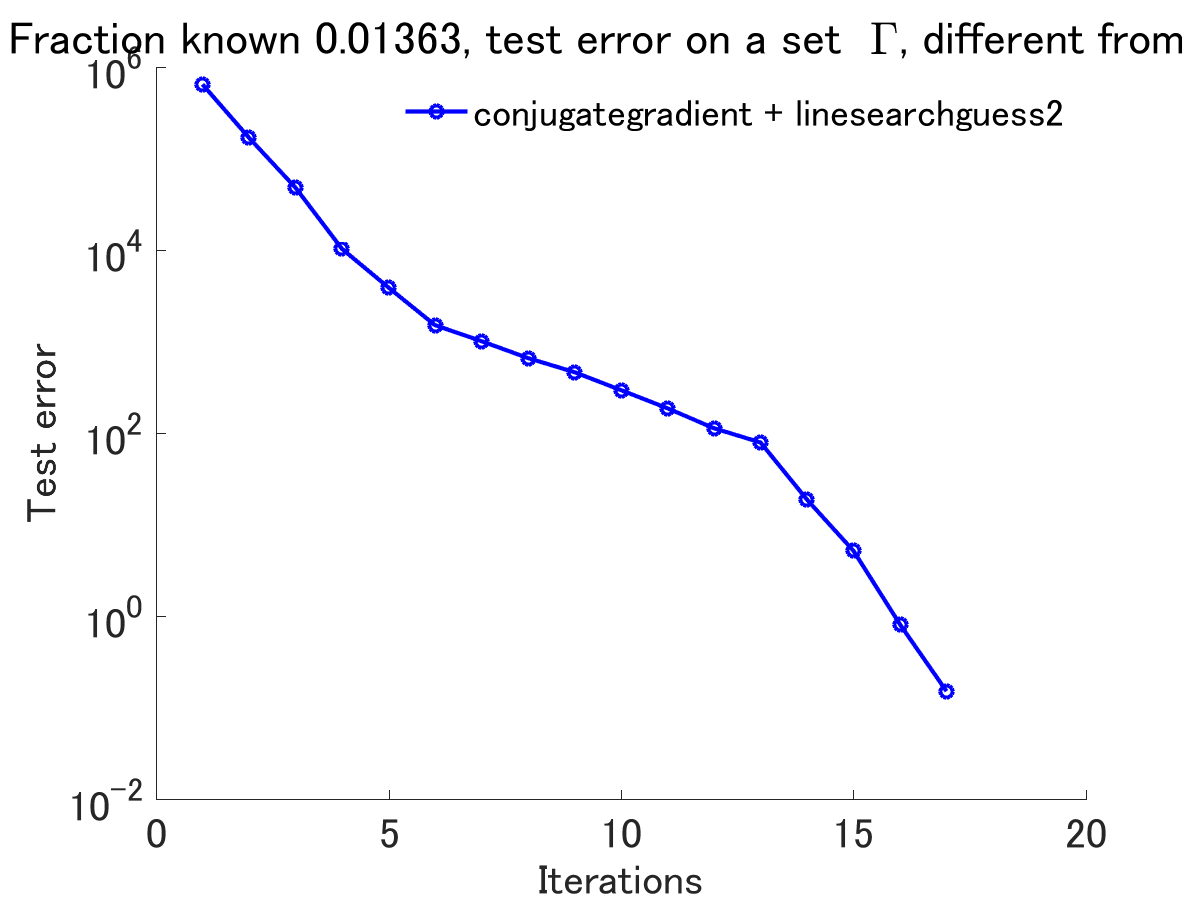 Fraction known 0.01363, test error on a set Γ, different from
conjugategradient + linesearchguess2
10^6
10^4
10^2
10^0
10^-2
Test error
0 5 10 15 20
Iterations